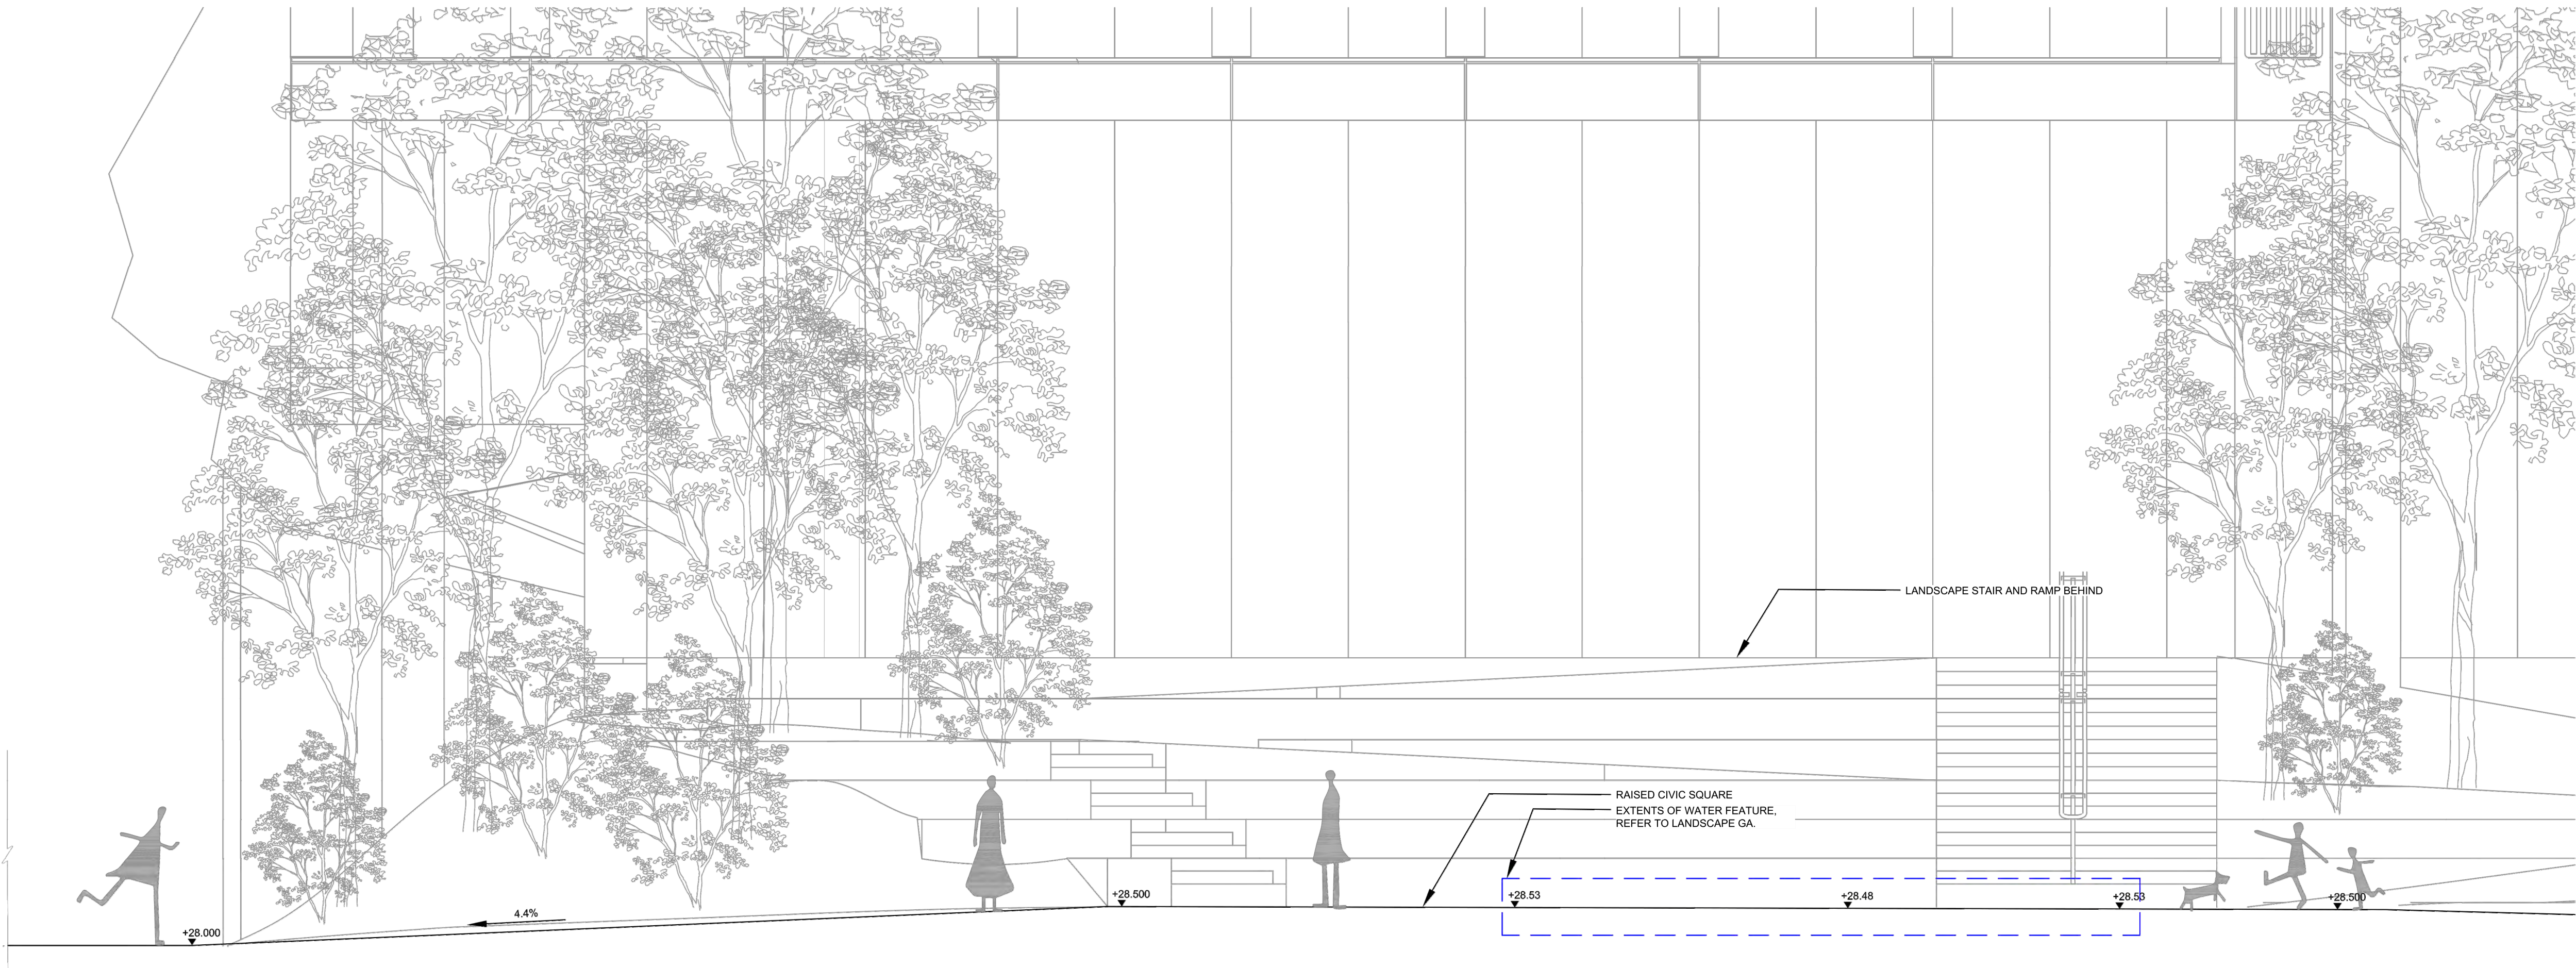 LANDSCAPE STAIR AND RAMP BEHIND
RAISED CIVIC SQUARE
EXTENTS OF WATER FEATURE,
REFER TO LANDSCAPE GA.
+28.000
4.4%
+28.500
+28.53
+28.48
+28.53
+28.500